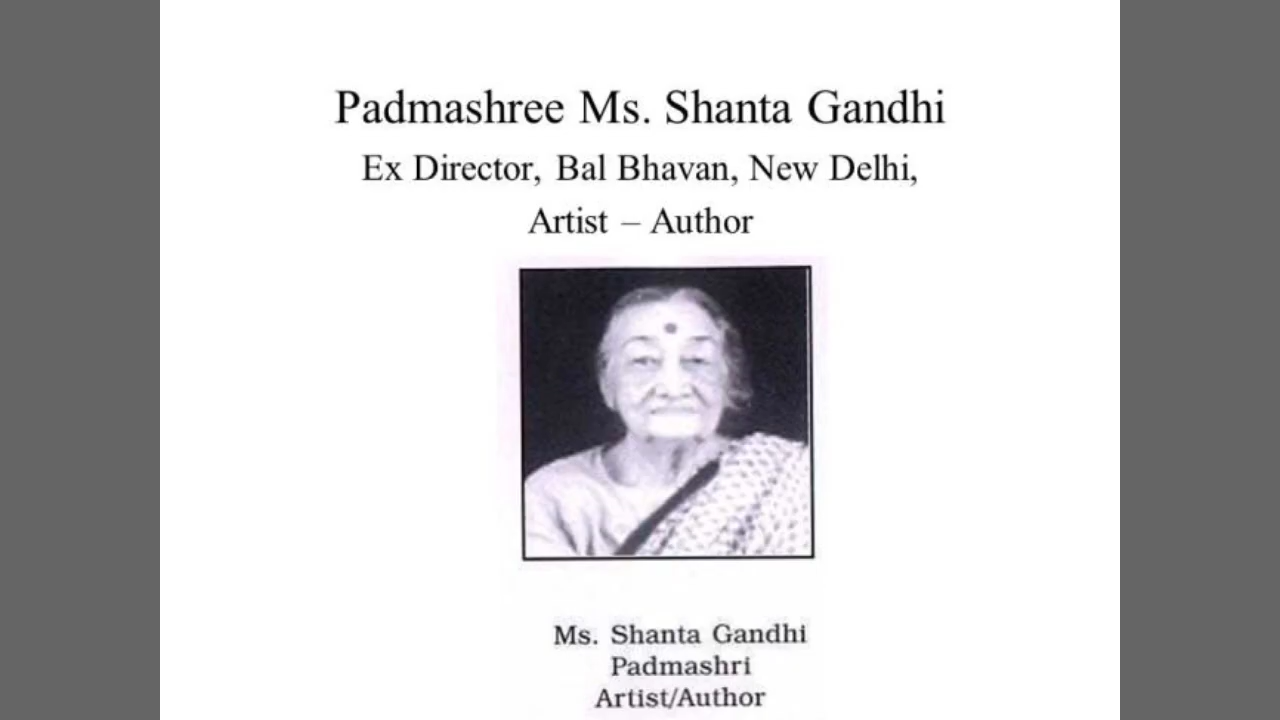 Padmashree Ms. Shanta Gandhi
Ex Director, Bal Bhavan, New Delhi,
Artist – Author
Ms. Shanta Gandhi
Padmashri
Artist/Author